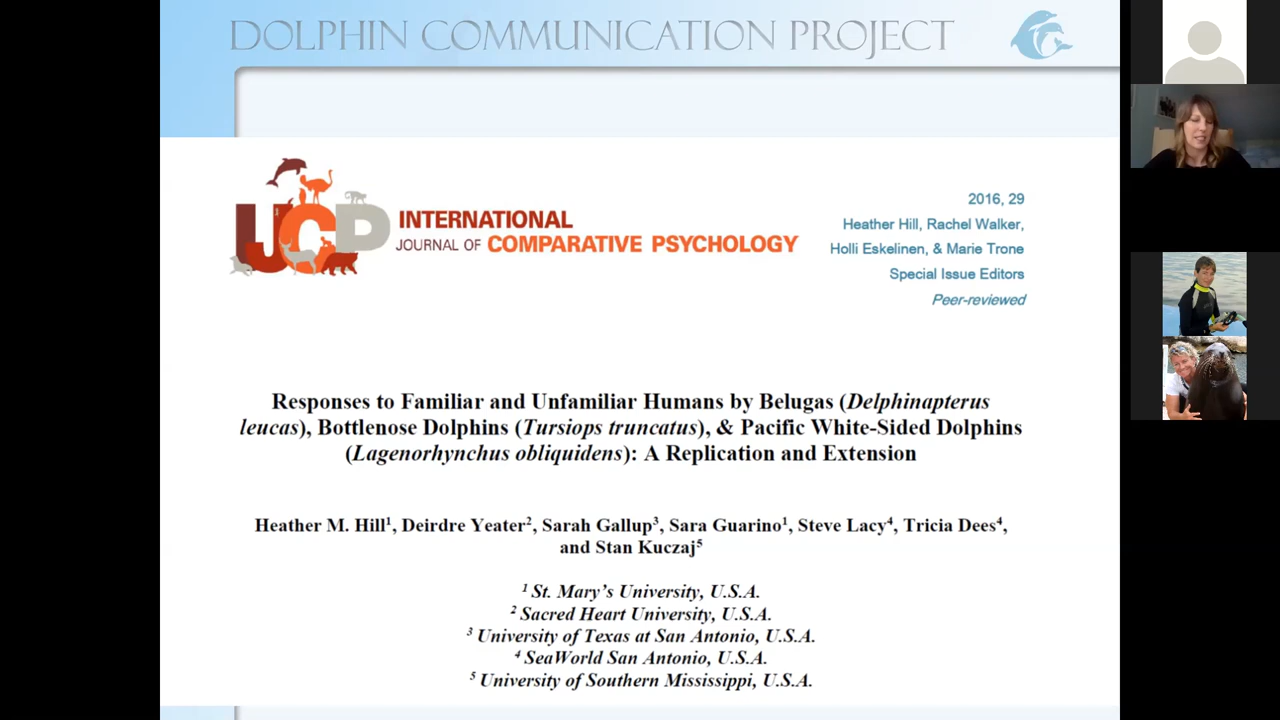 DOLPHIN COMMUNICATION PROJECT
IJCP
INTERNATIONAL
JOURNAL OF COMPARATIVE PSYCHOLOGY
2016, 29
Heather Hill, Rachel Walker,
Holli Eskelinen, & Marie Trone
Special Issue Editors
Peer-reviewed
Responses to Familiar and Unfamiliar Humans by Belugas (Delphinapterus
leucas), Bottlenose Dolphins (Tursiops truncatus), & Pacific White-Sided Dolphins
(Lagenorhynchus obliquidens): A Replication and Extension
Heather M. Hill¹, Deirdre Yeater², Sarah Gallup³, Sara Guarino¹, Steve Lacy⁴, Tricia Dees⁴,
and Stan Kuczaj⁵
¹ St. Mary's University, U.S.A.
² Sacred Heart University, U.S.A.
³ University of Texas at San Antonio, U.S.A.
⁴ SeaWorld San Antonio, U.S.A.
⁵ University of Southern Mississippi, U.S.A.